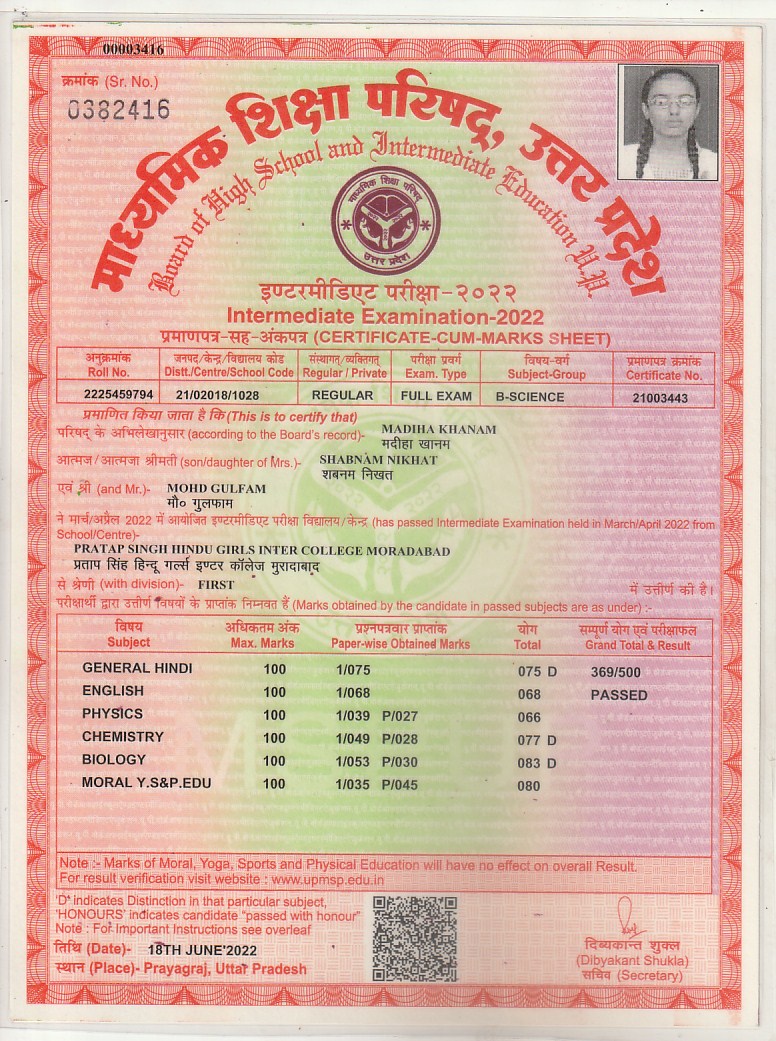 00003416
क्रमांक (Sr. No.)
0382416
माध्यमिक शिक्षा परिषद्, उत्तर प्रदेश
Board of High School and Intermediate Education U.P.
माध्यमिक शिक्षा परिषद्
उत्तर प्रदेश
इण्टरमीडिएट परीक्षा-२०२२
Intermediate Examination-2022
प्रमाणपत्र-सह-अंकपत्र (CERTIFICATE-CUM-MARKS SHEET)
अनुक्रमांक जनपद/केन्द्र/विद्यालय कोड संस्थागत/व्यक्तिगत परीक्षा प्रवर्ग विषय-वर्ग प्रमाणपत्र क्रमांक
Roll No. Distt./Centre/School Code Regular / Private Exam. Type Subject-Group Certificate No.
2225459794 21/02018/1028 REGULAR FULL EXAM B-SCIENCE 21003443
प्रमाणित किया जाता है कि (This is to certify that)
परिषद् के अभिलेखानुसार (according to the Board's record)- MADIHA KHANAM
मदीहा खानम
आत्मज/आत्मजा श्रीमती (son/daughter of Mrs.)- SHABNAM NIKHAT
शबनम निखत
एवं श्री (and Mr.)- MOHD GULFAM
मौ० गुलफाम
ने मार्च/अप्रैल 2022 में आयोजित इण्टरमीडिएट परीक्षा विद्यालय/केन्द्र (has passed Intermediate Examination held in March/April 2022 from
School/Centre)-
PRATAP SINGH HINDU GIRLS INTER COLLEGE MORADABAD
प्रताप सिंह हिन्दू गर्ल्स इण्टर कॉलेज मुरादाबाद
से श्रेणी (with division)- FIRST में उत्तीर्ण की है।
परीक्षार्थी द्वारा उत्तीर्ण विषयों के प्राप्तांक निम्नवत हैं (Marks obtained by the candidate in passed subjects are as under) :-
विषय अधिकतम अंक प्रश्नपत्रवार प्राप्तांक योग सम्पूर्ण योग एवं परीक्षाफल
Subject Max. Marks Paper-wise Obtained Marks Total Grand Total & Result
GENERAL HINDI 100 1/075 075 D 369/500
ENGLISH 100 1/068 068 PASSED
PHYSICS 100 1/039 P/027 066
CHEMISTRY 100 1/049 P/028 077 D
BIOLOGY 100 1/053 P/030 083 D
MORAL Y.S&P.EDU 100 1/035 P/045 080
Note :- Marks of Moral, Yoga, Sports and Physical Education will have no effect on overall Result.
For result verification visit website : www.upmsp.edu.in
'D' indicates Distinction in that particular subject,
'HONOURS' indicates candidate "passed with honour"
Note : For Important Instructions see overleaf
तिथि (Date)- 18TH JUNE'2022
स्थान (Place)- Prayagraj, Uttar Pradesh
दिब्यकान्त शुक्ल
(Dibyakant Shukla)
सचिव (Secretary)